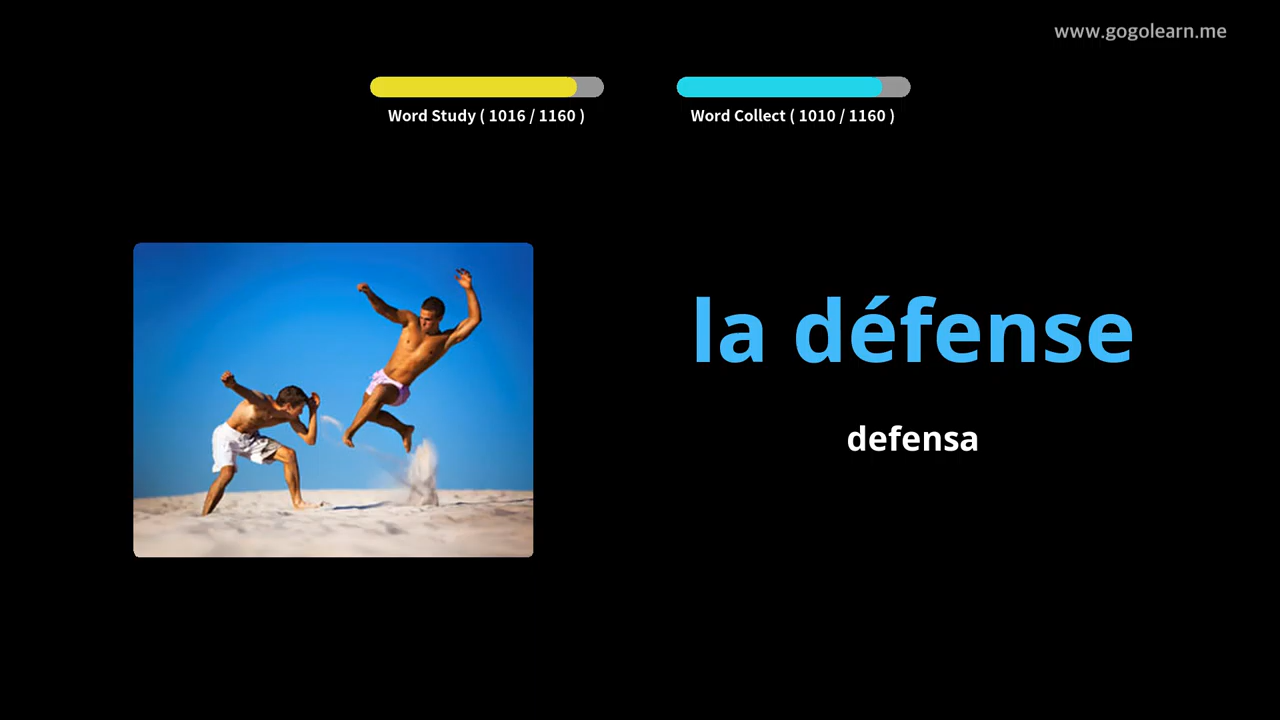 www.gogolearn.me
Word Study ( 1016 / 1160 )
Word Collect ( 1010 / 1160 )
la défense
defensa